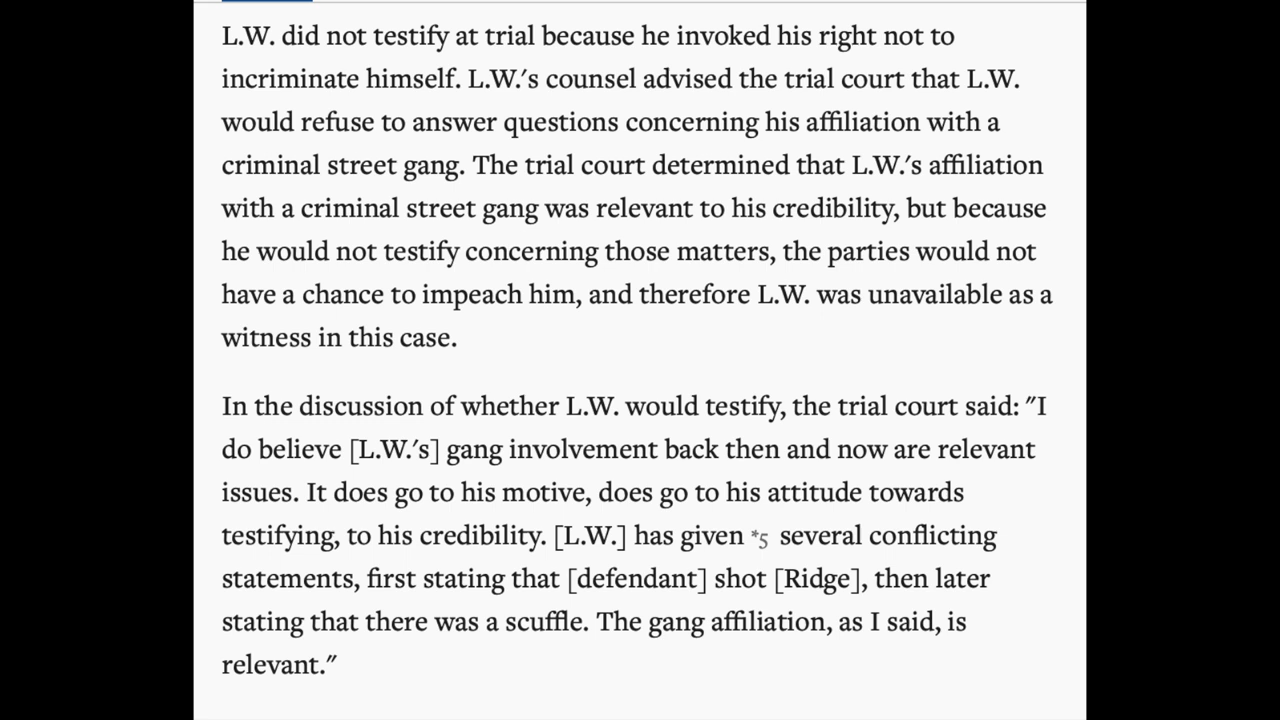 L.W. did not testify at trial because he invoked his right not to
incriminate himself. L.W.'s counsel advised the trial court that L.W.
would refuse to answer questions concerning his affiliation with a
criminal street gang. The trial court determined that L.W.'s affiliation
with a criminal street gang was relevant to his credibility, but because
he would not testify concerning those matters, the parties would not
have a chance to impeach him, and therefore L.W. was unavailable as a
witness in this case.
In the discussion of whether L.W. would testify, the trial court said: "I
do believe [L.W.'s] gang involvement back then and now are relevant
issues. It does go to his motive, does go to his attitude towards
testifying, to his credibility. [L.W.] has given *5 several conflicting
statements, first stating that [defendant] shot [Ridge], then later
stating that there was a scuffle. The gang affiliation, as I said, is
relevant."